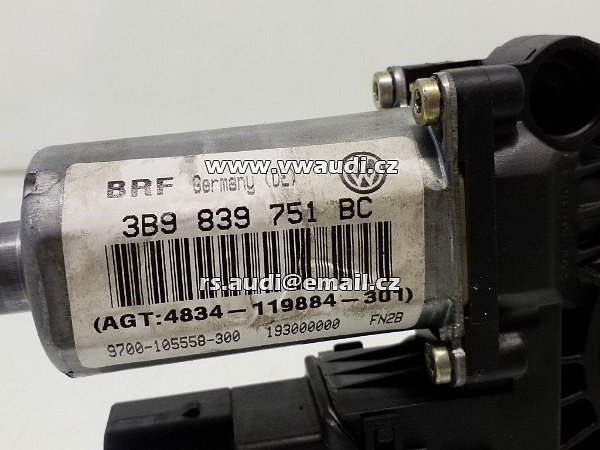 www.vwaudi.cz
BRF Germany (DE)
3B9 839 751 BC
rs.audi@email.cz
(AGT:4834-119884-301)
9700-105558-300 193000000 FN2B